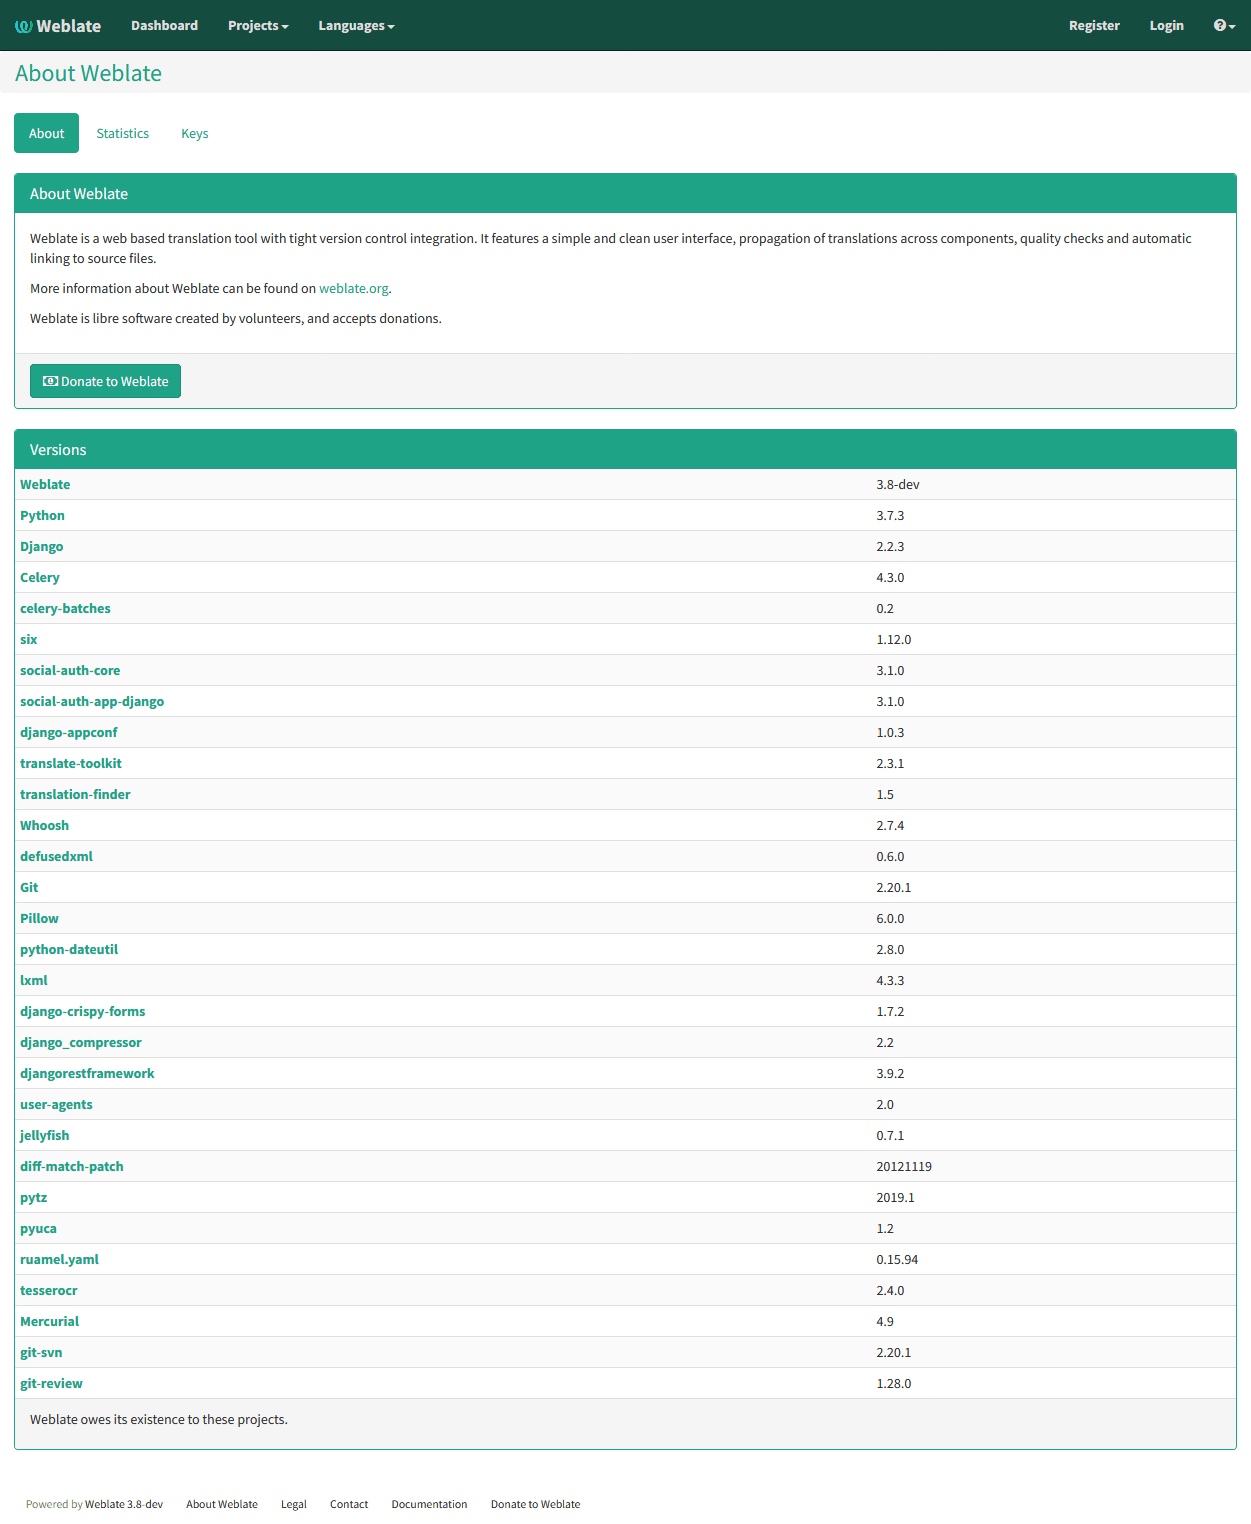 Weblate Dashboard Projects Languages Register Login
About Weblate
About Statistics Keys
About Weblate
Weblate is a web based translation tool with tight version control integration. It features a simple and clean user interface, propagation of translations across components, quality checks and automatic
linking to source files.
More information about Weblate can be found on weblate.org.
Weblate is libre software created by volunteers, and accepts donations.
Donate to Weblate
Versions
Weblate 3.8-dev
Python 3.7.3
Django 2.2.3
Celery 4.3.0
celery-batches 0.2
six 1.12.0
social-auth-core 3.1.0
social-auth-app-django 3.1.0
django-appconf 1.0.3
translate-toolkit 2.3.1
translation-finder 1.5
Whoosh 2.7.4
defusedxml 0.6.0
Git 2.20.1
Pillow 6.0.0
python-dateutil 2.8.0
lxml 4.3.3
django-crispy-forms 1.7.2
django_compressor 2.2
djangorestframework 3.9.2
user-agents 2.0
jellyfish 0.7.1
diff-match-patch 20121119
pytz 2019.1
pyuca 1.2
ruamel.yaml 0.15.94
tesserocr 2.4.0
Mercurial 4.9
git-svn 2.20.1
git-review 1.28.0
Weblate owes its existence to these projects.
Powered by Weblate 3.8-dev About Weblate Legal Contact Documentation Donate to Weblate